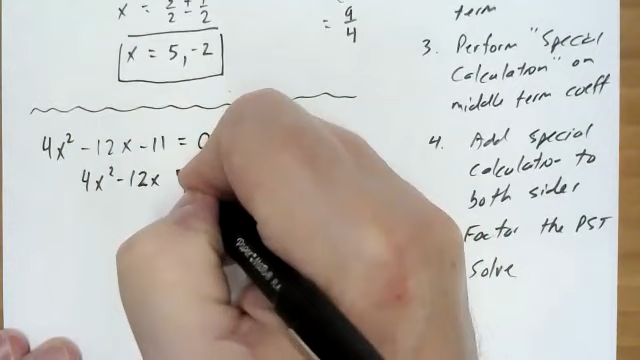 x = 
= 9/4
x = 5, -2
4x² - 12x - 11 = 0
4x² - 12x
term
3. Perform "Special
Calculation" on
middle term coeff
4. Add special
calculation to
both sides
Factor the PST
Solve